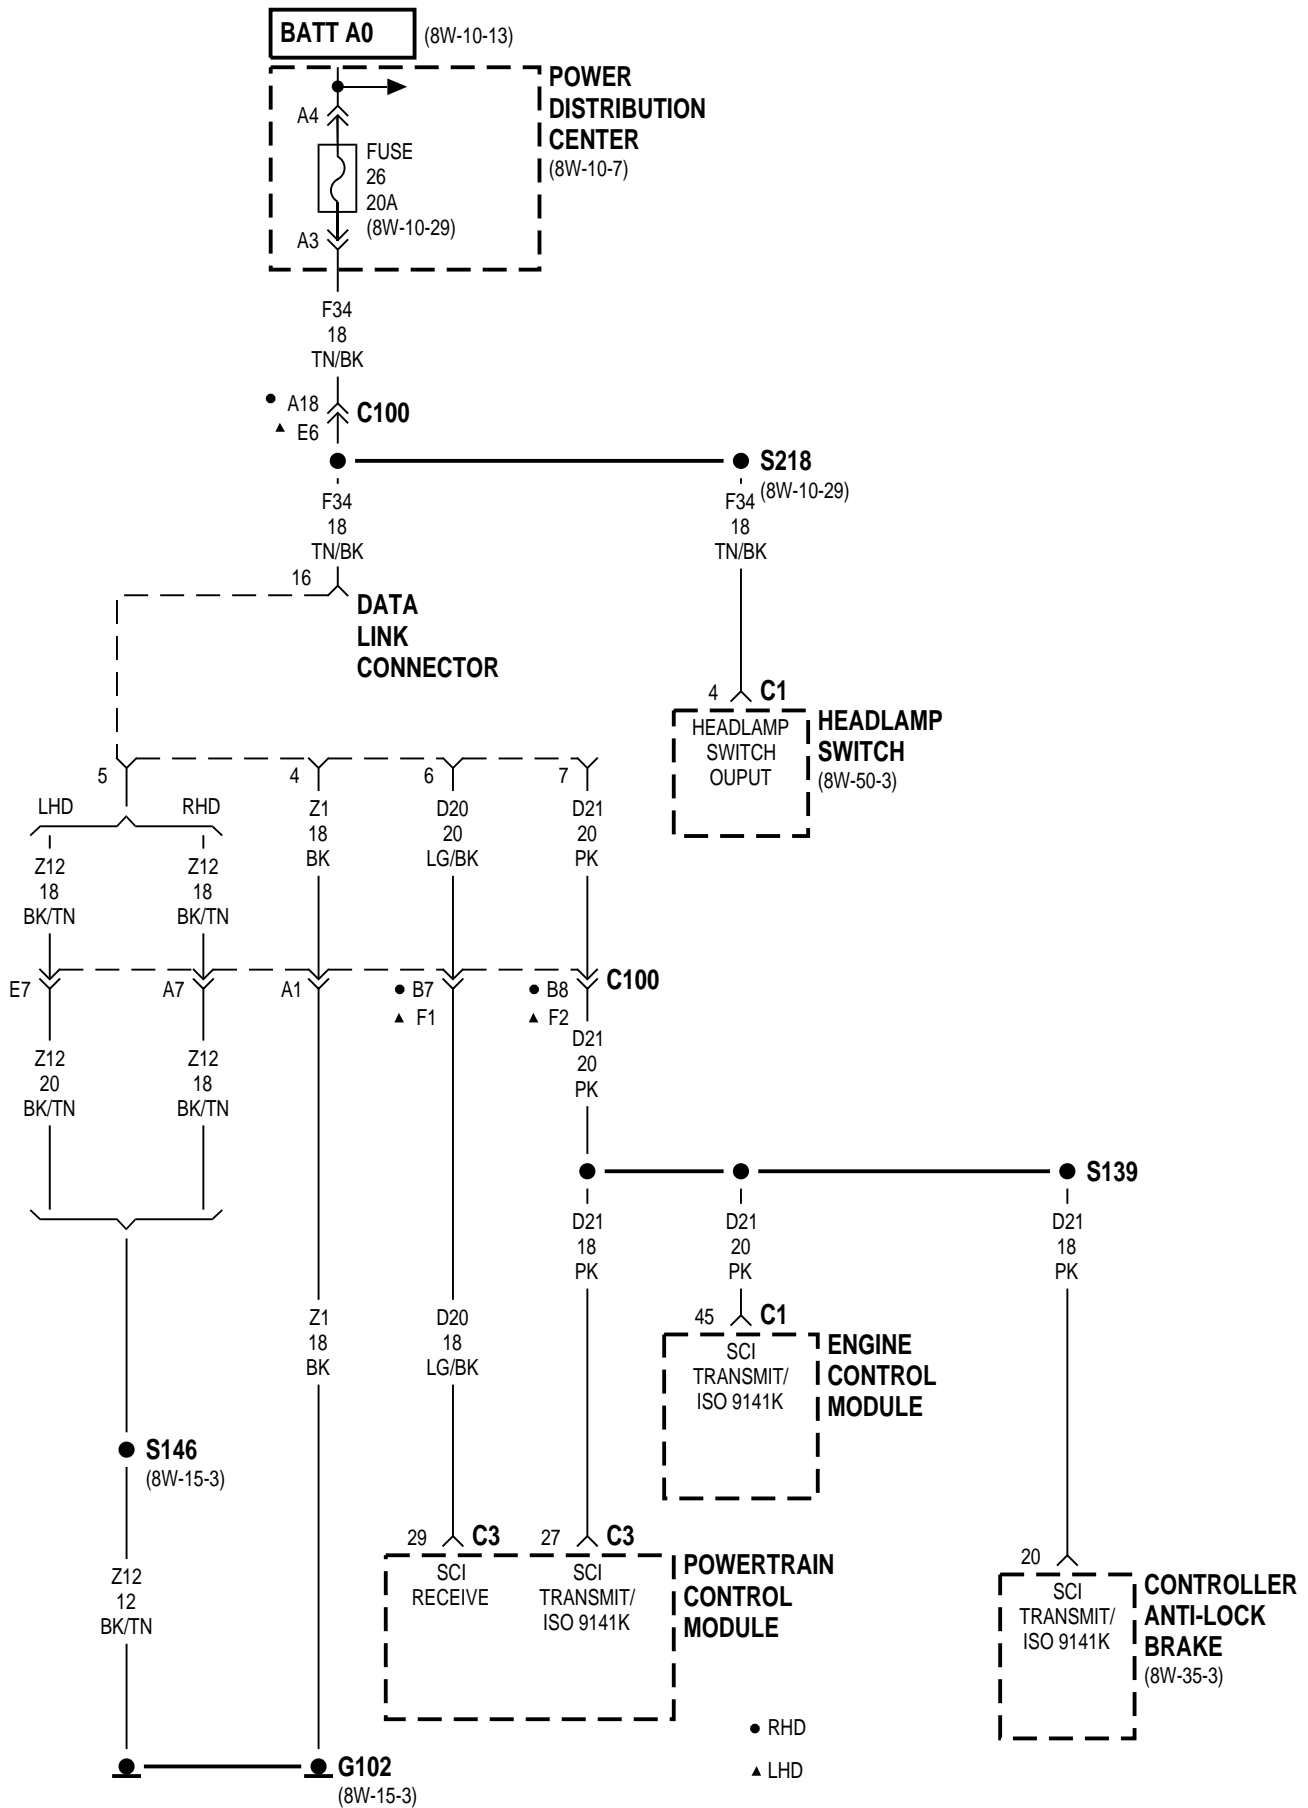 BATT A0
(8W-10-13)
POWER
DISTRIBUTION
CENTER
(8W-10-7)
A4
FUSE
26
20A
(8W-10-29)
A3
F34
18
TN/BK
A18
E6
C100
S218
(8W-10-29)
F34
18
TN/BK
F34
18
TN/BK
16
DATA
LINK
CONNECTOR
4
C1
HEADLAMP
SWITCH
OUPUT
HEADLAMP
SWITCH
(8W-50-3)
5
4
6
7
LHD
RHD
Z12
18
BK/TN
Z12
18
BK/TN
Z1
18
BK
D20
20
LG/BK
D21
20
PK
E7
A7
A1
B7
F1
B8
F2
C100
Z12
20
BK/TN
Z12
18
BK/TN
D21
20
PK
S139
D21
18
PK
D21
20
PK
D21
18
PK
Z1
18
BK
D20
18
LG/BK
45
C1
SCI
TRANSMIT/
ISO 9141K
ENGINE
CONTROL
MODULE
S146
(8W-15-3)
29
C3
27
C3
SCI
RECEIVE
SCI
TRANSMIT/
ISO 9141K
POWERTRAIN
CONTROL
MODULE
20
SCI
TRANSMIT/
ISO 9141K
CONTROLLER
ANTI-LOCK
BRAKE
(8W-35-3)
Z12
12
BK/TN
RHD
LHD
G102
(8W-15-3)